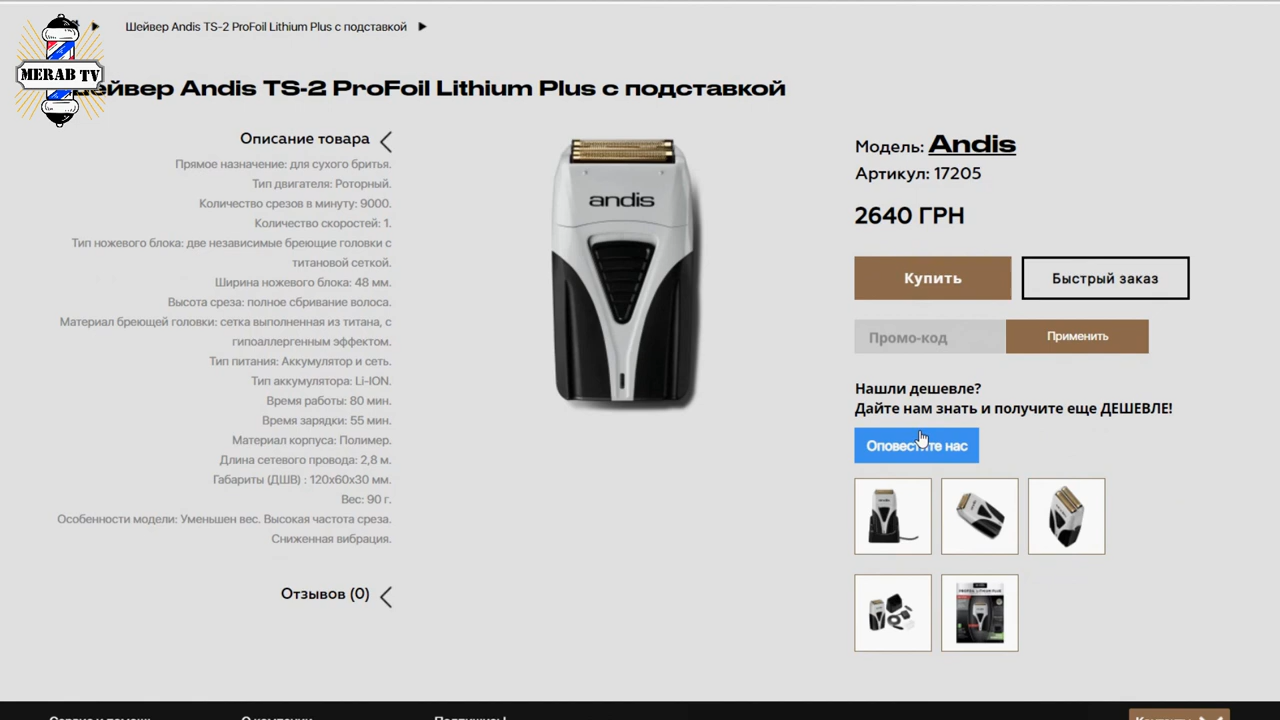 MERAB TV
Шейвер Andis TS-2 ProFoil Lithium Plus с подставкой
Шейвер Andis TS-2 ProFoil Lithium Plus с подставкой
Описание товара
Прямое назначение: для сухого бритья.
Тип двигателя: Роторный.
Количество срезов в минуту: 9000.
Количество скоростей: 1.
Тип ножевого блока: две независимые бреющие головки с
титановой сеткой.
Ширина ножевого блока: 48 мм.
Высота среза: полное сбривание волоса.
Материал бреющей головки: сетка выполненная из титана, с
гипоаллергенным эффектом.
Тип питания: Аккумулятор и сеть.
Тип аккумулятора: Li-ION.
Время работы: 80 мин.
Время зарядки: 55 мин.
Материал корпуса: Полимер.
Длина сетевого провода: 2,8 м.
Габариты (ДШВ) : 120х60х30 мм.
Вес: 90 г.
Особенности модели: Уменьшен вес. Высокая частота среза.
Сниженная вибрация.
Отзывов (0)
andis
Модель: Andis
Артикул: 17205
2640 ГРН
Купить
Быстрый заказ
Промо-код
Применить
Нашли дешевле?
Дайте нам знать и получите еще ДЕШЕВЛЕ!
Оповестите нас